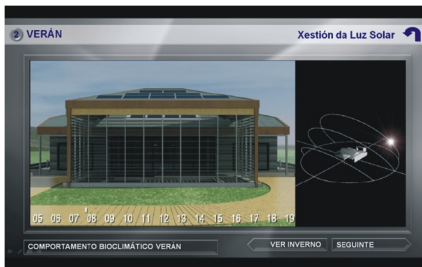 2 VERÁN
Xestión da Luz Solar
05 06 07 08 09 10 11 12 13 14 15 16 17 18 19
COMPORTAMENTO BIOCLIMÁTICO VERÁN
VER INVERNO
SEGUINTE